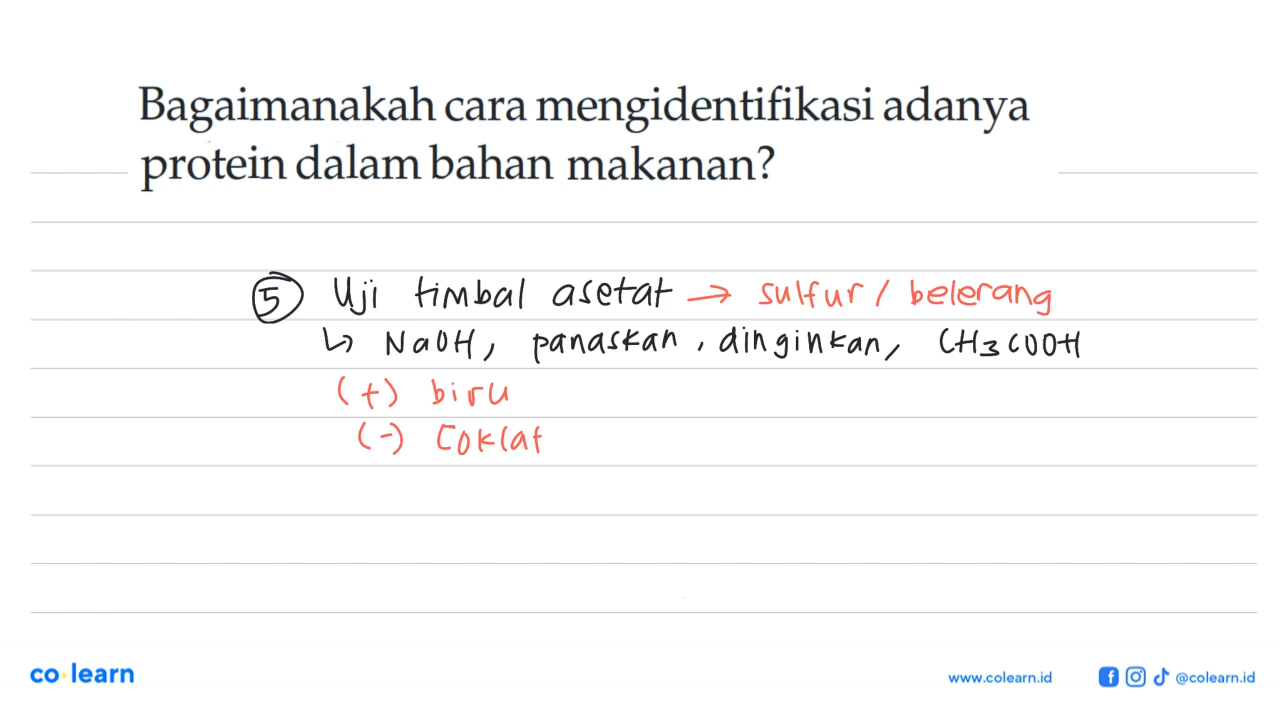 Bagaimanakah cara mengidentifikasi adanya
protein dalam bahan makanan?
5 Uji timbal asetat → sulfur / belerang
↳ NaOH, panaskan, dinginkan, CH3COOH
(+) biru
(-) Coklat
co learn
www.colearn.id @colearn.id